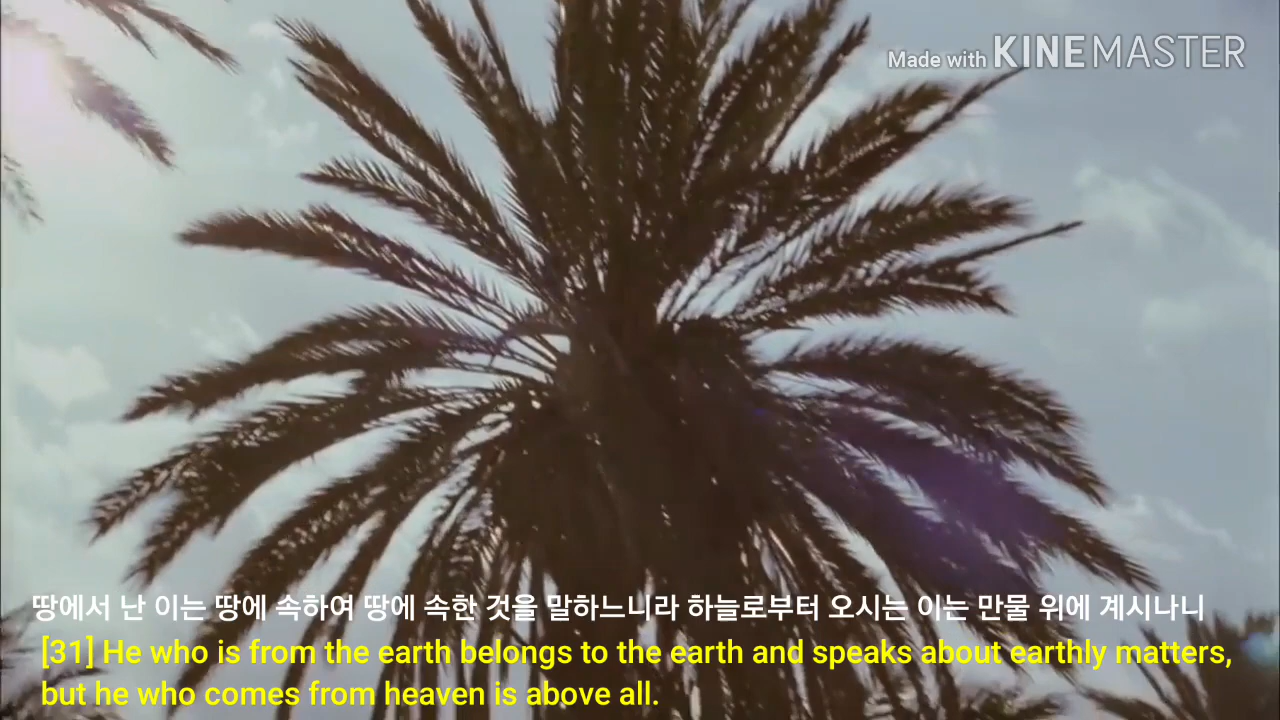 Made with KINEMASTER
땅에서 난 이는 땅에 속하여 땅에 속한 것을 말하느니라 하늘로부터 오시는 이는 만물 위에 계시나니
[31] He who is from the earth belongs to the earth and speaks about earthly matters,
but he who comes from heaven is above all.